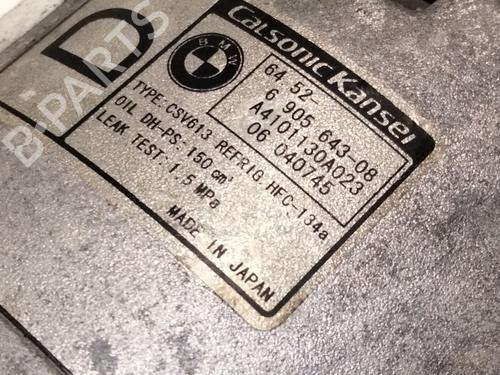 Calsonic Kansei
D
BMW
64 52-
6 905 643-08
A4101130A023
06 040745
TYPE: CSV613 REFRIG. HFC-134a
OIL DH-PS: 150 cm³
LEAK TEST: 1,5 MPa
MADE IN JAPAN
B-PARTS